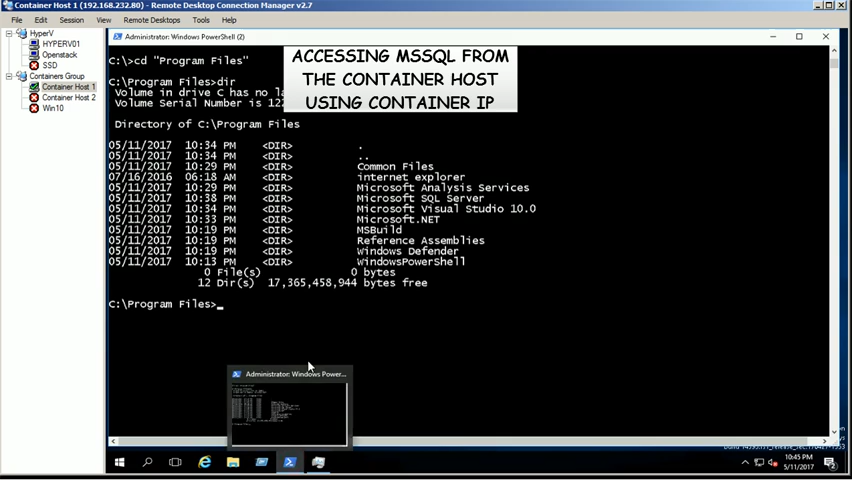 Container Host 1 (192.168.232.80) - Remote Desktop Connection Manager v2.7
File Edit Session View Remote Desktops Tools Help
HyperV
HYPERV01
Openstack
SSD
Containers Group
Container Host 1
Container Host 2
Win10
Administrator: Windows PowerShell (2)
ACCESSING MSSQL FROM
THE CONTAINER HOST
USING CONTAINER IP
C:\>cd "Program Files"
C:\Program Files>dir
Volume in drive C has no la
Volume Serial Number is 122
Directory of C:\Program Files
05/11/2017 10:34 PM <DIR> .
05/11/2017 10:34 PM <DIR> ..
05/11/2017 10:29 PM <DIR> Common Files
07/16/2016 06:18 AM <DIR> internet explorer
05/11/2017 10:29 PM <DIR> Microsoft Analysis Services
05/11/2017 10:38 PM <DIR> Microsoft SQL Server
05/11/2017 10:34 PM <DIR> Microsoft Visual Studio 10.0
05/11/2017 10:33 PM <DIR> Microsoft.NET
05/11/2017 10:19 PM <DIR> MSBuild
05/11/2017 10:19 PM <DIR> Reference Assemblies
05/11/2017 10:19 PM <DIR> Windows Defender
05/11/2017 10:13 PM <DIR> WindowsPowerShell
0 File(s) 0 bytes
12 Dir(s) 17,365,458,944 bytes free
C:\Program Files>_
Administrator: Windows Power...
10:45 PM
5/11/2017